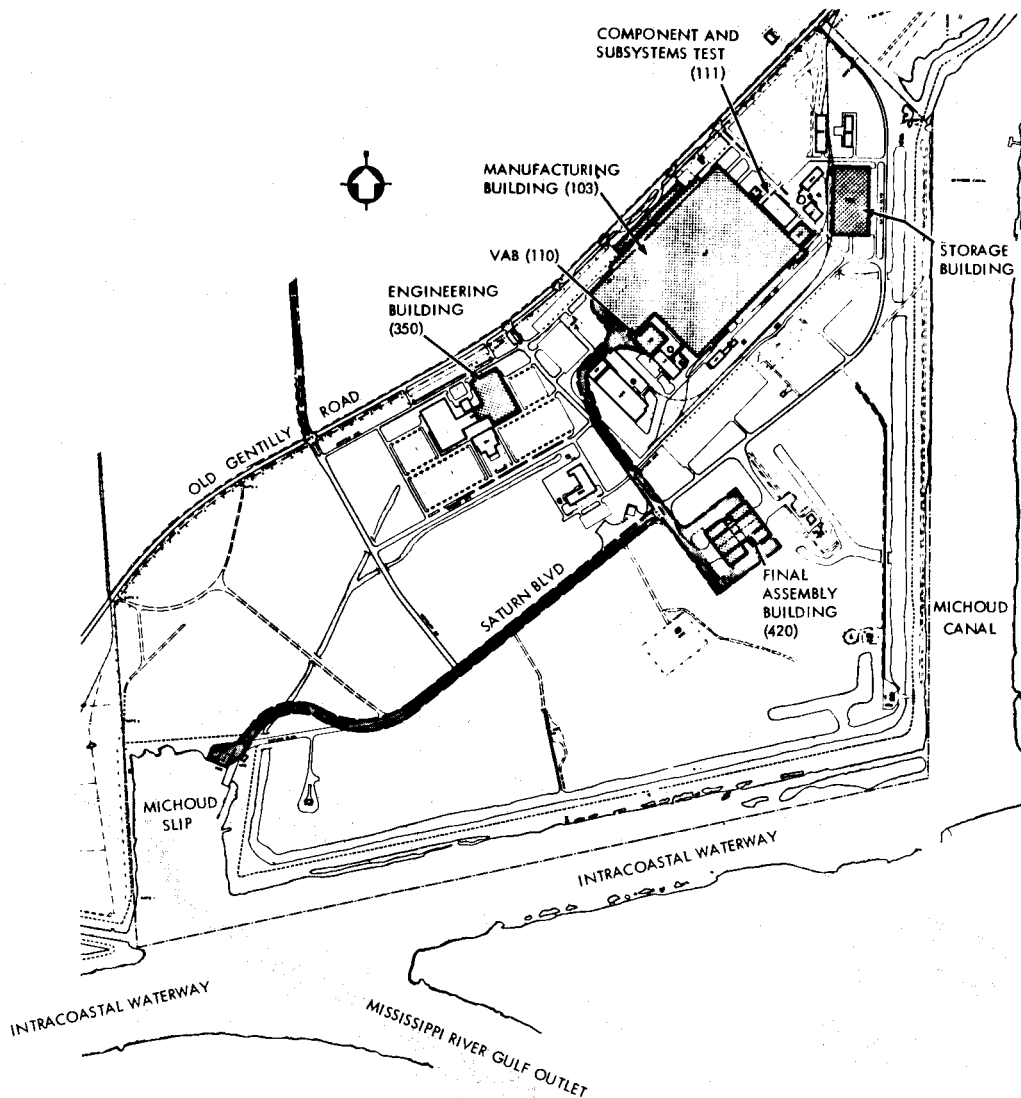 COMPONENT AND
SUBSYSTEMS TEST
(111)
MANUFACTURING
BUILDING (103)
VAB (110)
STORAGE
BUILDING
ENGINEERING
BUILDING
(350)
OLD GENTILLY ROAD
SATURN BLVD
FINAL
ASSEMBLY
BUILDING
(420)
MICHOUD
CANAL
MICHOUD
SLIP
INTRACOASTAL WATERWAY
INTRACOASTAL WATERWAY
MISSISSIPPI RIVER GULF OUTLET